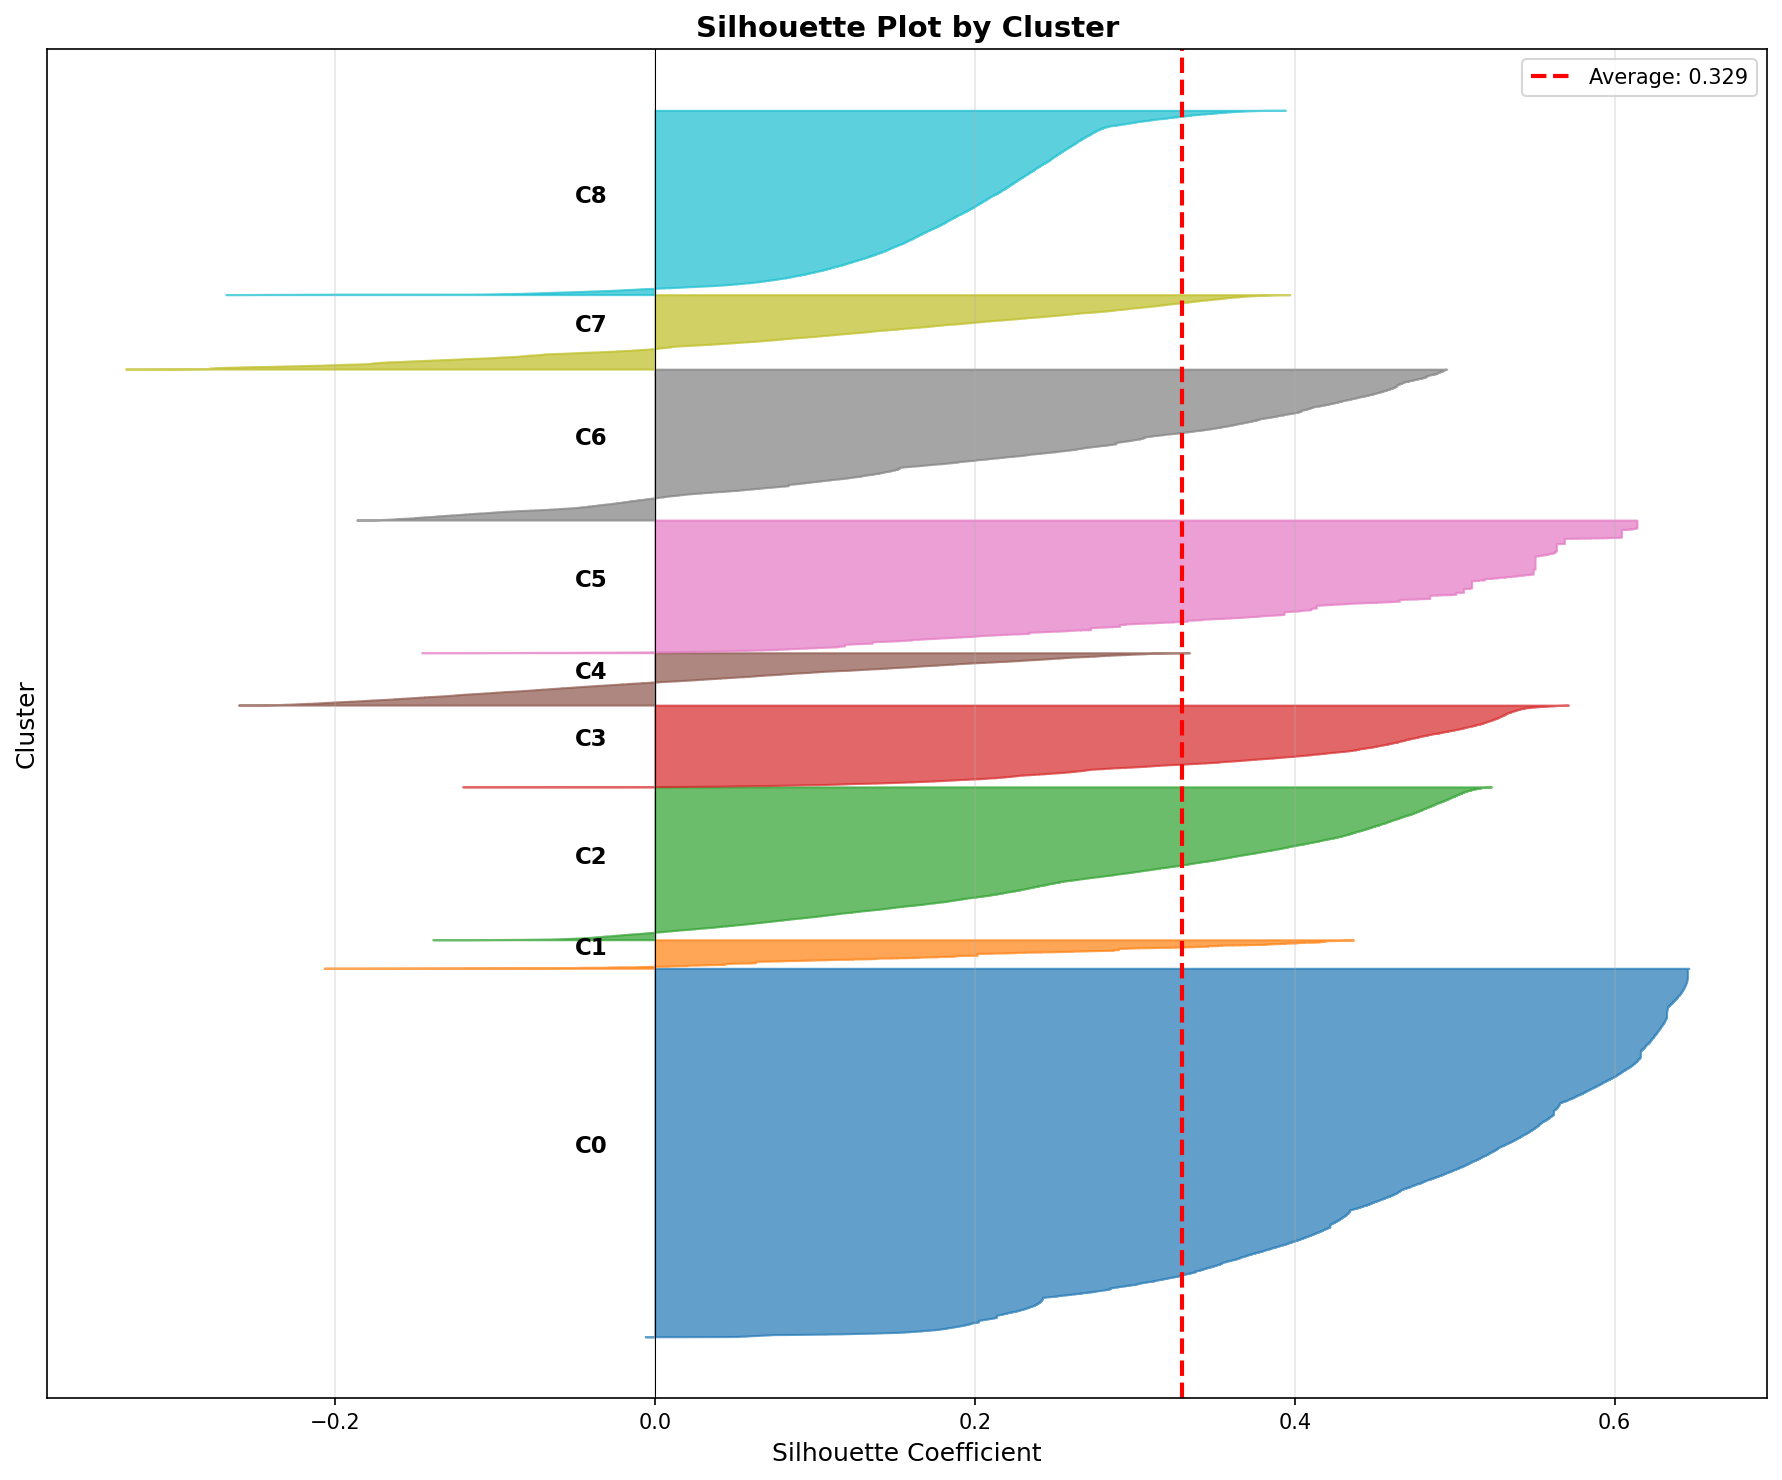 Silhouette Plot by Cluster
Average: 0.329
C8
C7
C6
C5
C4
C3
C2
C1
C0
Cluster
−0.2 0.0 0.2 0.4 0.6
Silhouette Coefficient